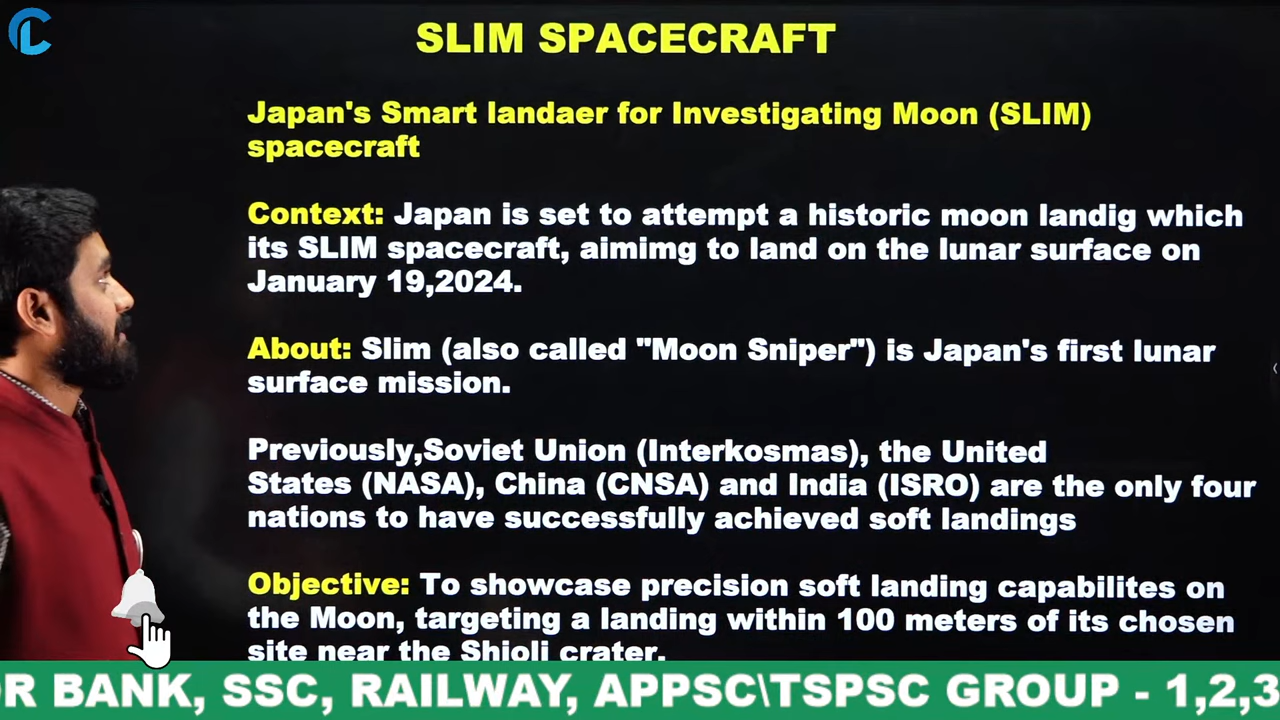 SLIM SPACECRAFT
Japan's Smart landaer for Investigating Moon (SLIM)
spacecraft
Context: Japan is set to attempt a historic moon landig which
its SLIM spacecraft, aimimg to land on the lunar surface on
January 19,2024.
About: Slim (also called "Moon Sniper") is Japan's first lunar
surface mission.
Previously,Soviet Union (Interkosmas), the United
States (NASA), China (CNSA) and India (ISRO) are the only four
nations to have successfully achieved soft landings
Objective: To showcase precision soft landing capabilites on
the Moon, targeting a landing within 100 meters of its chosen
site near the Shioli crater.
OR BANK, SSC, RAILWAY, APPSC\TSPSC GROUP - 1,2,3